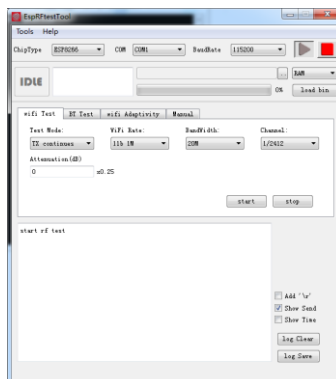 EspRFtestTool
Tools Help
ChipType ESP8266 COM COM1 BaudRate 115200
... RAM
IDLE 0% load bin
wifi Test BT Test wifi Adaptivity Manual
Test Mode: WiFi Rate: BandWidth: Channel:
TX continues 11b 1M 20M 1/2412
Attenuation(dB)
0 x0.25
start stop
start rf test
Add '\r'
Show Send
Show Time
log Clear
log Save